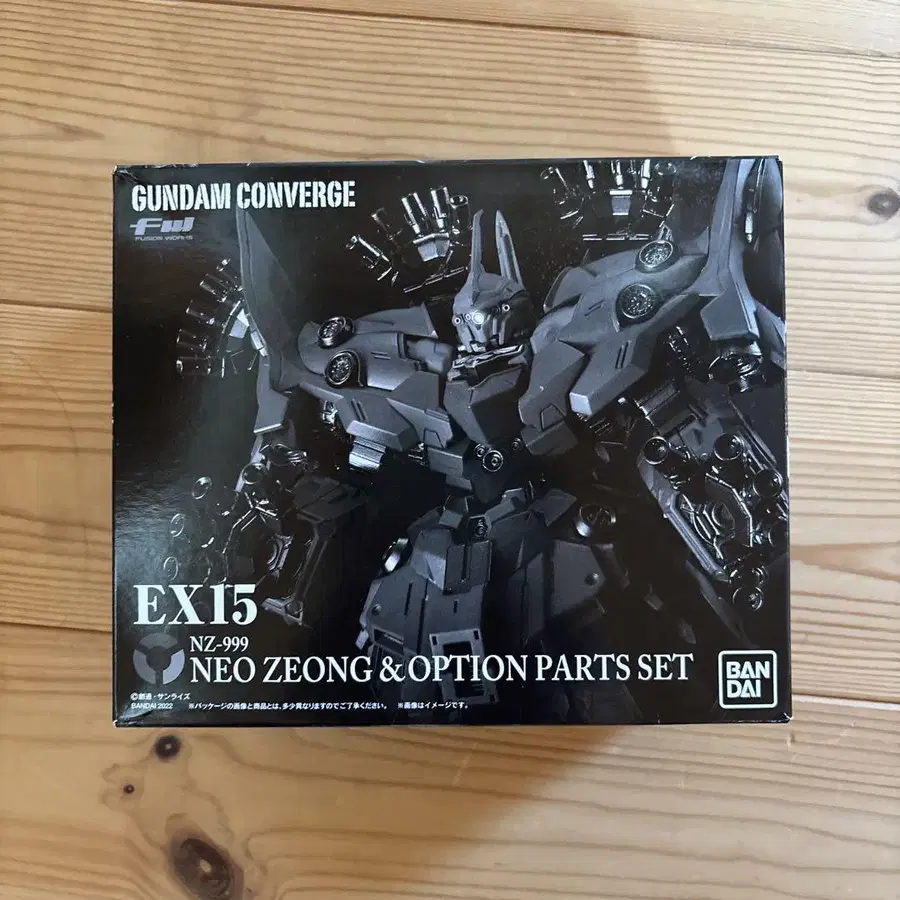 GUNDAM CONVERGE
FW
FUSION WORKS
EX15
NZ-999
NEO ZEONG & OPTION PARTS SET
BAN
DAI
©創通・サンライズ
BANDAI 2022 ※パッケージの画像と商品とは、多少異なりますのでご了承ください。 ※画像はイメージです。